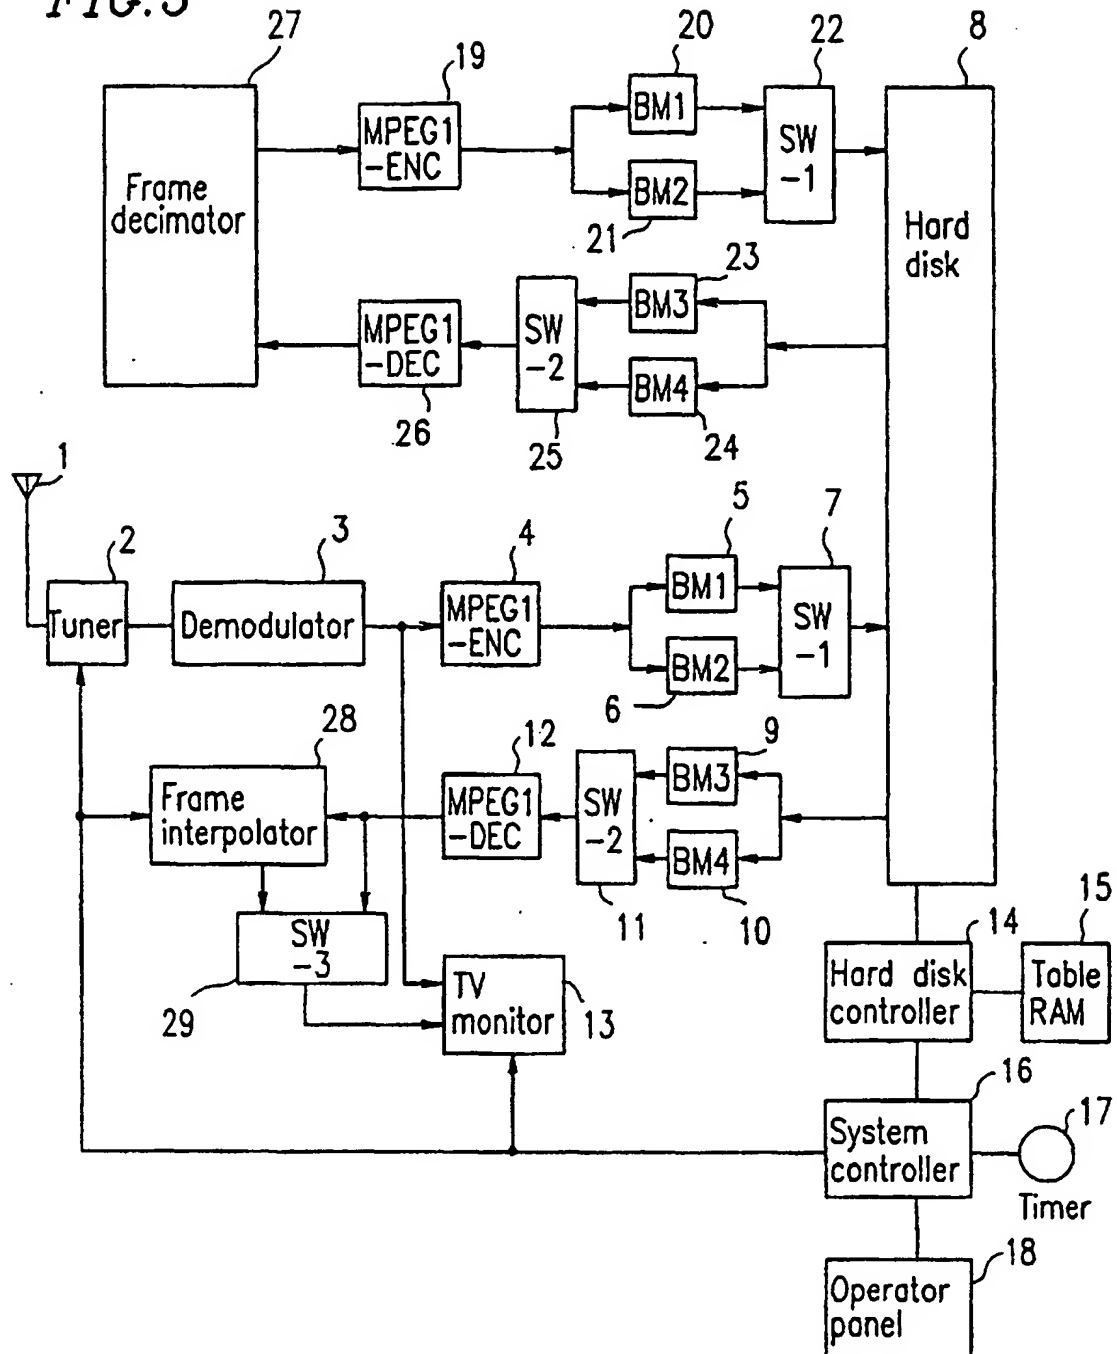 FIG. 5
27
19
20
22
8
MPEG1
-ENC
BM1
SW
-1
Frame
decimator
BM2
21
Hard
disk
23
MPEG1
-DEC
SW
-2
BM3
BM4
26
25
24
1
2
3
4
5
7
Tuner
Demodulator
MPEG1
-ENC
BM1
SW
-1
BM2
6
28
12
9
Frame
interpolator
MPEG1
-DEC
SW
-2
BM3
BM4
11
10
14
15
SW
-3
29
TV
monitor
13
Hard disk
controller
Table
RAM
16
17
System
controller
Timer
18
Operator
panel